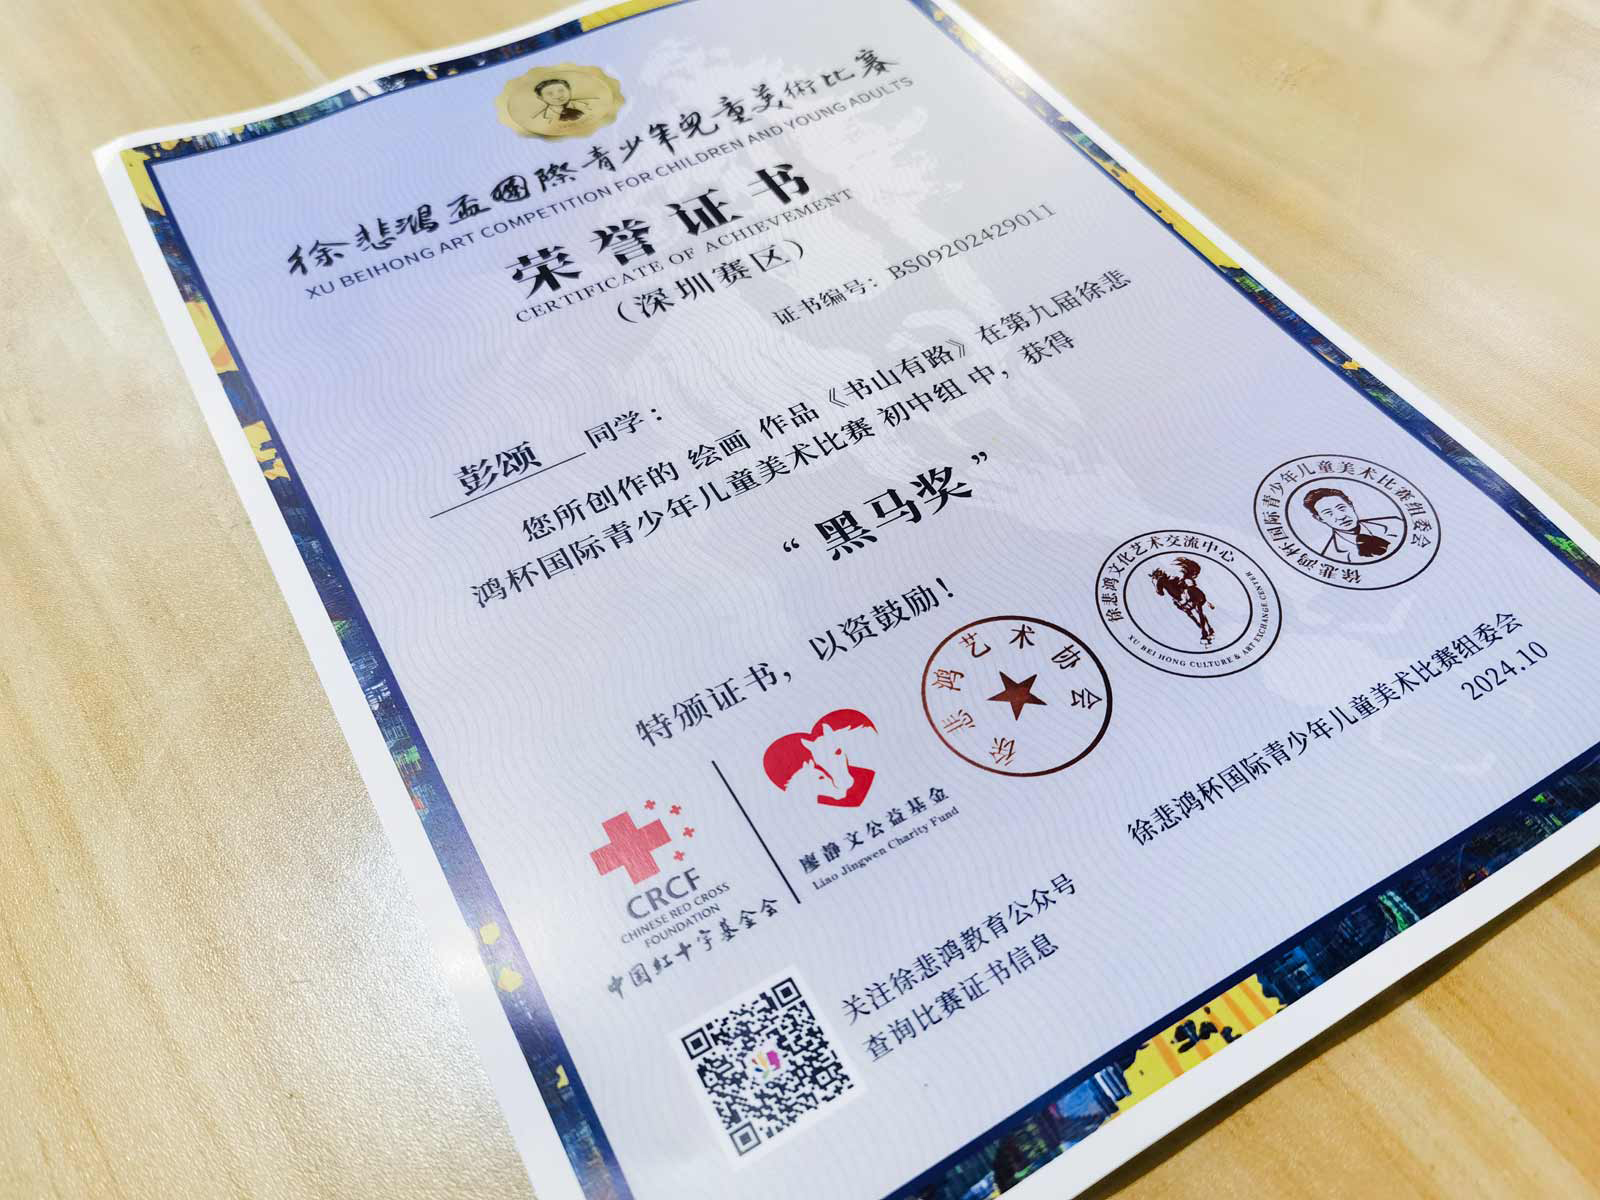 徐悲鴻盃國際青少年兒童美術比赛
XU BEIHONG ART COMPETITION FOR CHILDREN AND YOUNG ADULTS
荣誉证书
CERTIFICATE OF ACHIEVEMENT
（深圳赛区）
证书编号：BS09202429011
彭颂 同学：
您所创作的 绘画 作品《书山有路》在第九届徐悲
鸿杯国际青少年儿童美术比赛 初中组 中，获得
“黑马奖”
特颁证书，以资鼓励！
徐悲鸿艺术协会
徐悲鸿文化艺术交流中心
XU BEI HONG CULTURE & ART EXCHANGE CENTER
徐悲鸿杯国际青少年儿童美术比赛组委会
徐悲鸿杯国际青少年儿童美术比赛组委会
2024.10
CRCF
CHINESE RED CROSS
FOUNDATION
中国红十字基金会
廖静文公益基金
Liao Jingwen Charity Fund
关注徐悲鸿教育公众号
查询比赛证书信息